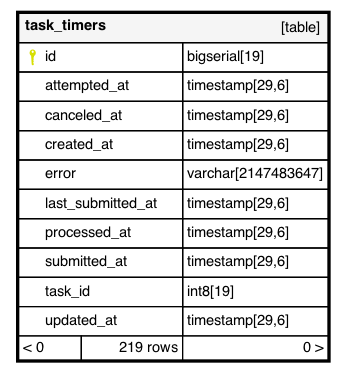 task_timers [table]
id bigserial[19]
attempted_at timestamp[29,6]
canceled_at timestamp[29,6]
created_at timestamp[29,6]
error varchar[2147483647]
last_submitted_at timestamp[29,6]
processed_at timestamp[29,6]
submitted_at timestamp[29,6]
task_id int8[19]
updated_at timestamp[29,6]
< 0 219 rows 0 >